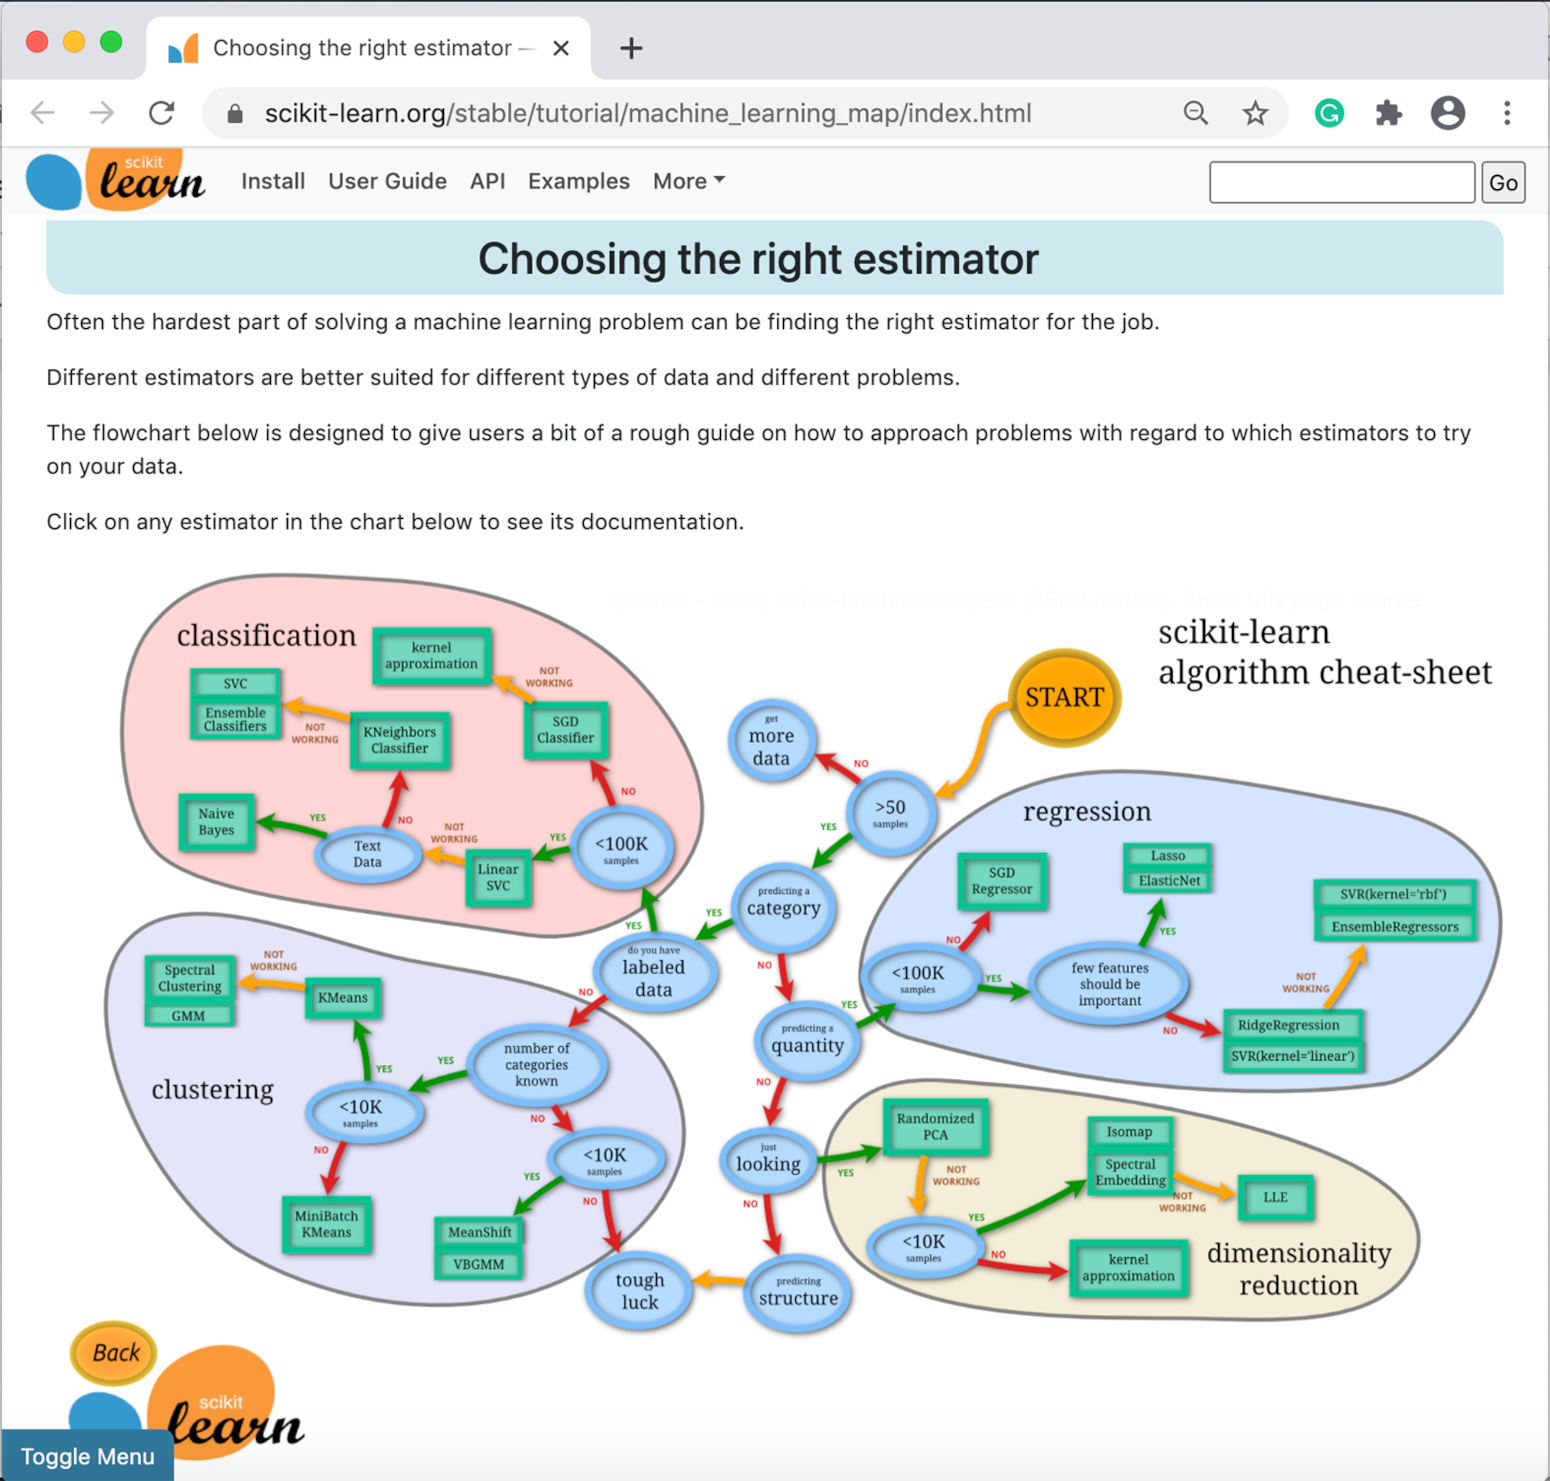 Choosing the right estimator —
scikit-learn.org/stable/tutorial/machine_learning_map/index.html
scikit
learn
Install
User Guide
API
Examples
More
Go
Choosing the right estimator
Often the hardest part of solving a machine learning problem can be finding the right estimator for the job.
Different estimators are better suited for different types of data and different problems.
The flowchart below is designed to give users a bit of a rough guide on how to approach problems with regard to which estimators to try
on your data.
Click on any estimator in the chart below to see its documentation.
© 2007 - 2020, scikit-learn developers (BSD License). Show this page source
scikit-learn
algorithm cheat-sheet
START
classification
kernel
approximation
NOT
WORKING
SVC
Ensemble
Classifiers
NOT
WORKING
KNeighbors
Classifier
SGD
Classifier
NO
Naive
Bayes
YES
Text
Data
NO
NOT
WORKING
Linear
SVC
YES
<100K
samples
YES
get
more
data
NO
>50
samples
YES
predicting a
category
YES
do you have
labeled
data
NO
NO
predicting a
quantity
YES
NO
just
looking
YES
NO
predicting
structure
tough
luck
regression
SGD
Regressor
Lasso
ElasticNet
SVR(kernel='rbf')
EnsembleRegressors
NO
YES
<100K
samples
YES
few features
should be
important
NOT
WORKING
NO
RidgeRegression
SVR(kernel='linear')
clustering
Spectral
Clustering
GMM
NOT
WORKING
KMeans
YES
number of
categories
known
YES
<10K
samples
NO
NO
<10K
samples
YES
NO
MiniBatch
KMeans
MeanShift
VBGMM
Randomized
PCA
NOT
WORKING
Isomap
Spectral
Embedding
NOT
WORKING
LLE
YES
<10K
samples
NO
kernel
approximation
dimensionality
reduction
Back
scikit
learn
Toggle Menu